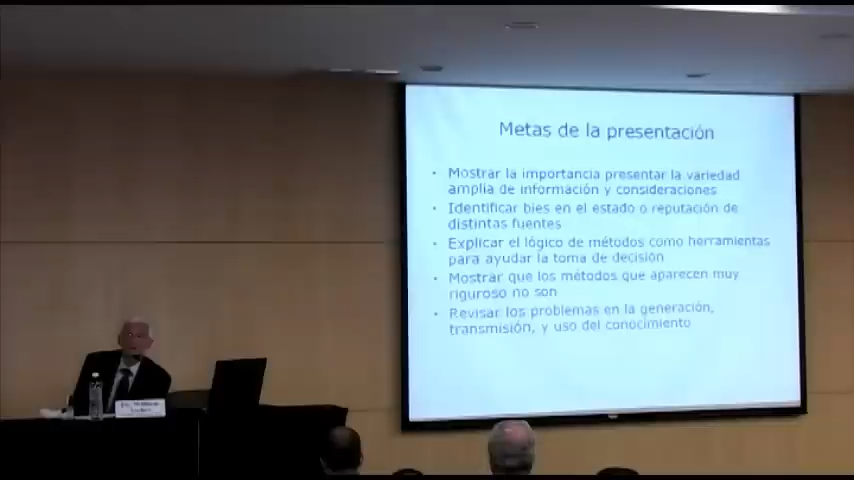 Metas de la presentación
• Mostrar la importancia presentar la variedad
amplia de información y consideraciones
• Identificar bies en el estado o reputación de
distintas fuentes
• Explicar el lógico de métodos como herramientas
para ayudar la toma de decisión
• Mostrar que los métodos que aparecen muy
riguroso no son
• Revisar los problemas en la generación,
transmisión, y uso del conocimiento